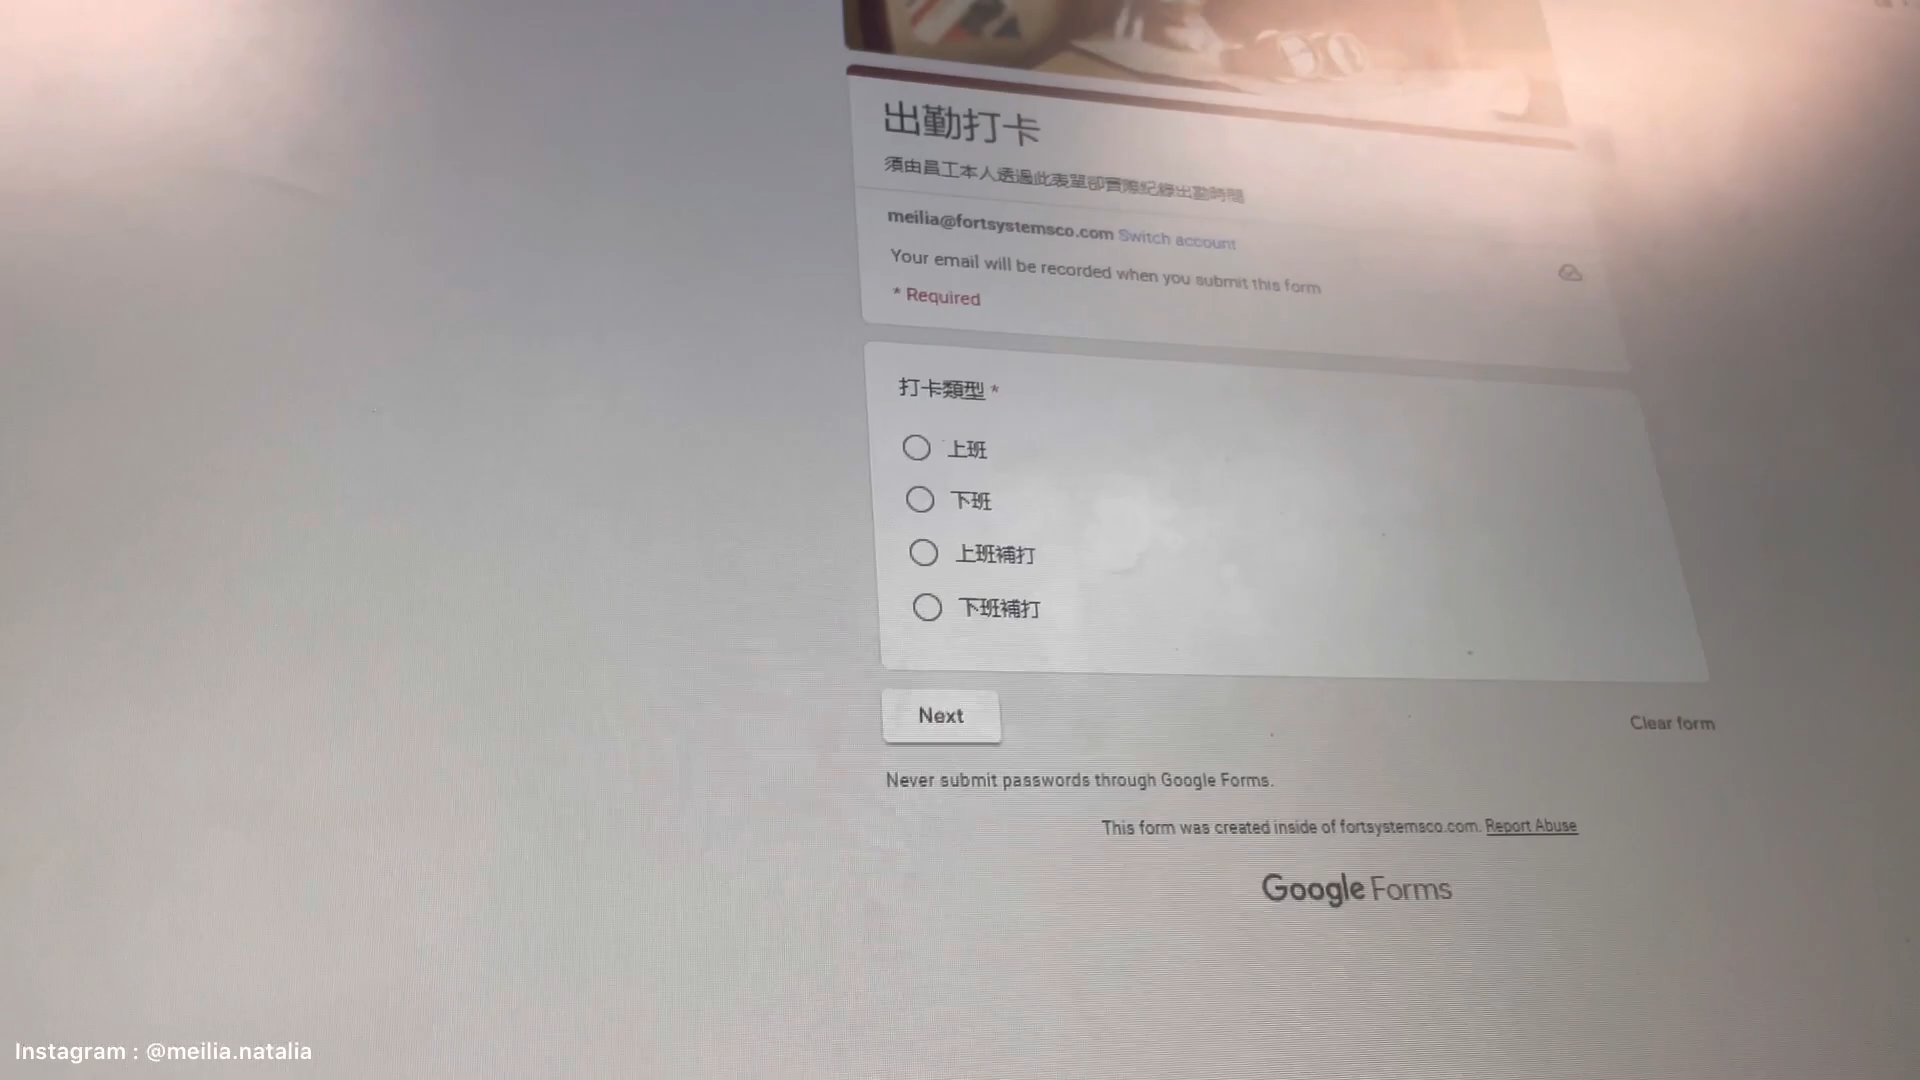 出勤打卡
須由員工本人透過此表單卻實際紀錄出勤時間
meilia@fortsystemsco.com Switch account
Your email will be recorded when you submit this form
* Required
打卡類型 *
上班
下班
上班補打
下班補打
Next
Clear form
Never submit passwords through Google Forms.
This form was created inside of fortsystemsco.com. Report Abuse
Google Forms
Instagram : @meilia.natalia